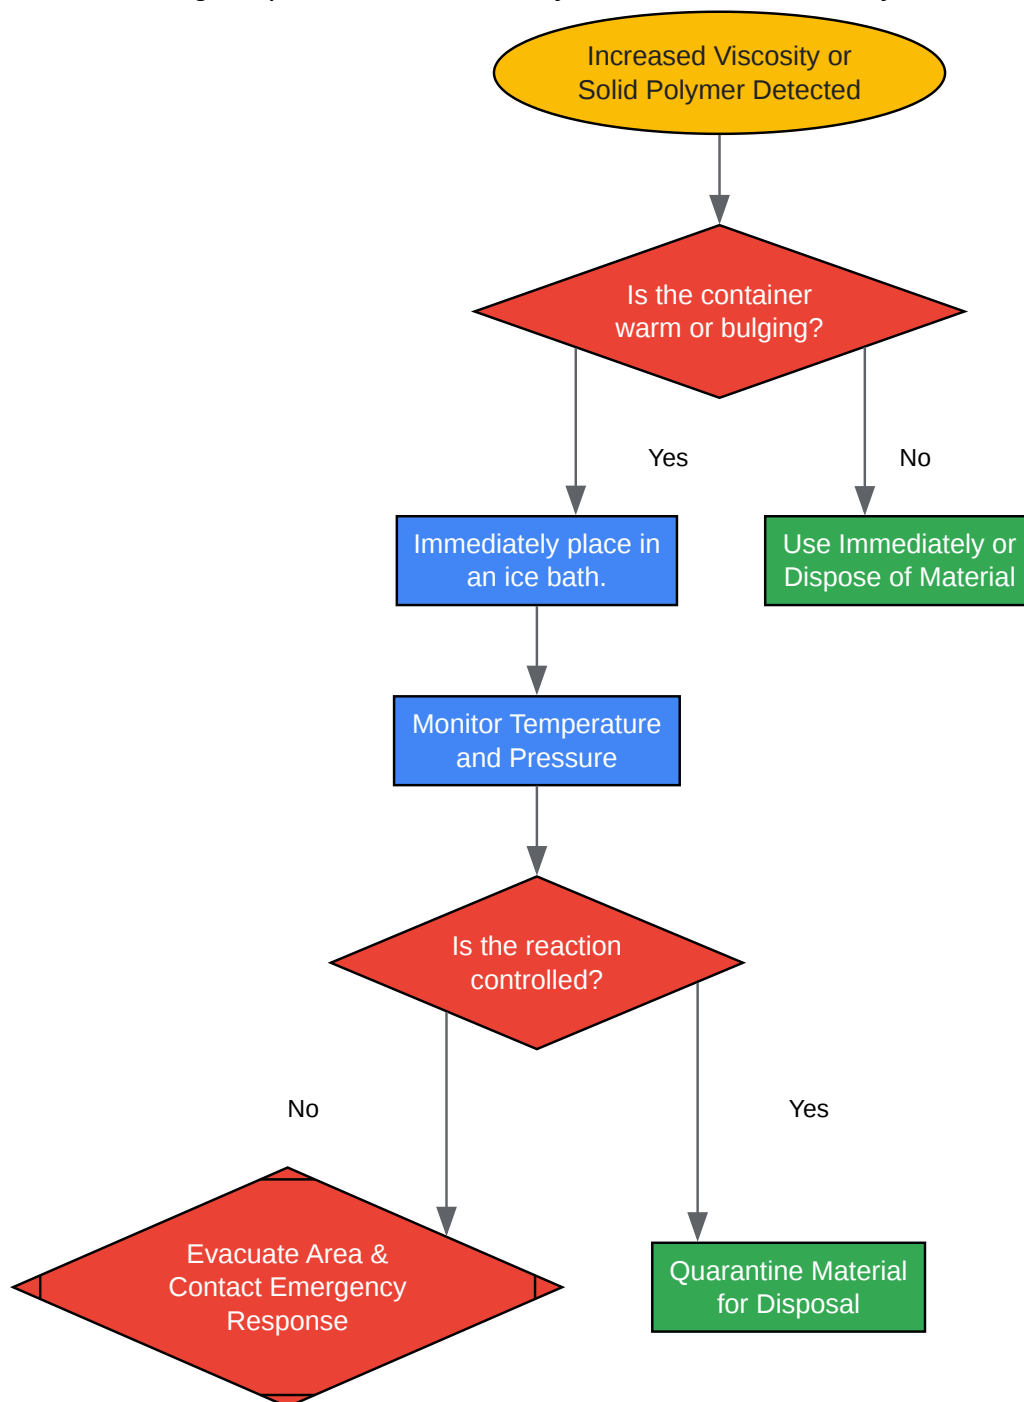 Increased Viscosity or
Solid Polymer Detected
Is the container
warm or bulging?
Yes
No
Immediately place in
an ice bath.
Use Immediately or
Dispose of Material
Monitor Temperature
and Pressure
Is the reaction
controlled?
No
Yes
Evacuate Area &
Contact Emergency
Response
Quarantine Material
for Disposal